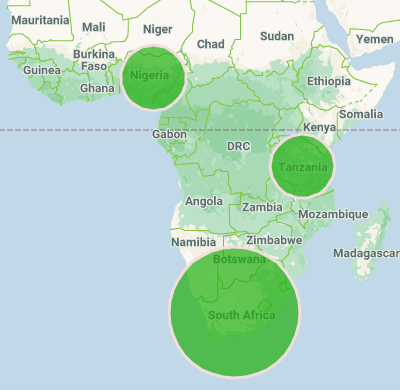 Mauritania
Mali
Niger
Chad
Sudan
Yemen
Burkina
Faso
Guinea
Nigeria
Ghana
Ethiopia
Somalia
Kenya
Gabon
DRC
Tanzania
Angola
Zambia
Mozambique
Namibia
Zimbabwe
Madagascar
Botswana
South Africa